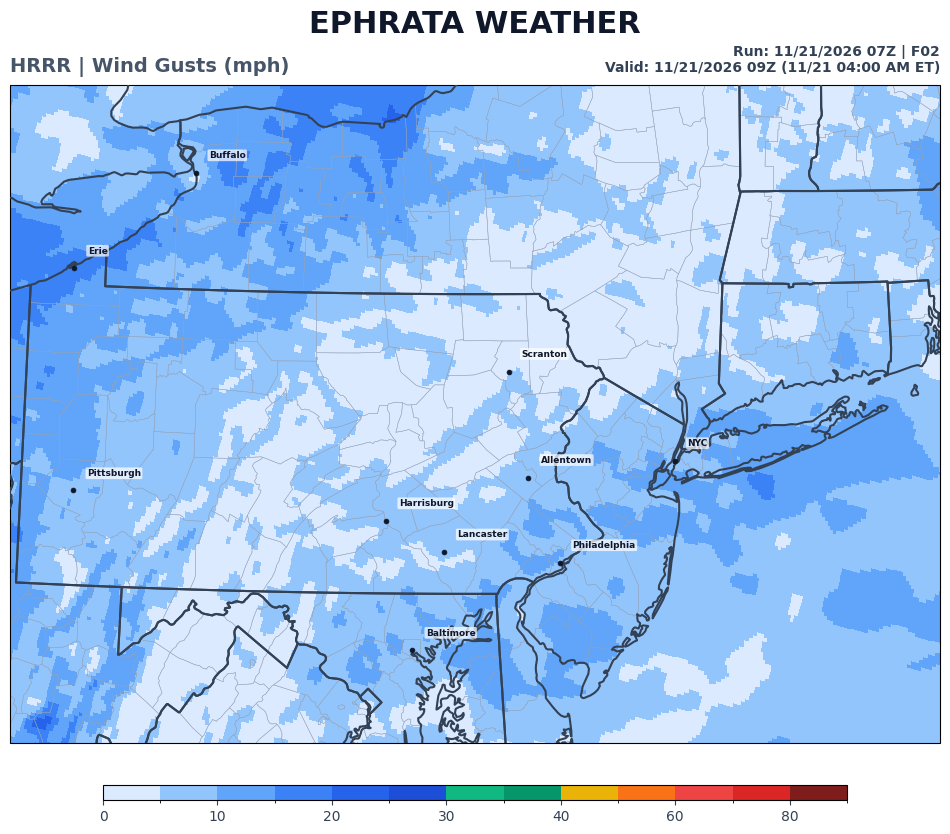 EPHRATA WEATHER
HRRR | Wind Gusts (mph)
Run: 11/21/2026 07Z | F02
Valid: 11/21/2026 09Z (11/21 04:00 AM ET)
Buffalo
Erie
Scranton
NYC
Allentown
Pittsburgh
Harrisburg
Lancaster
Philadelphia
Baltimore
0 10 20 30 40 50 60 70 80